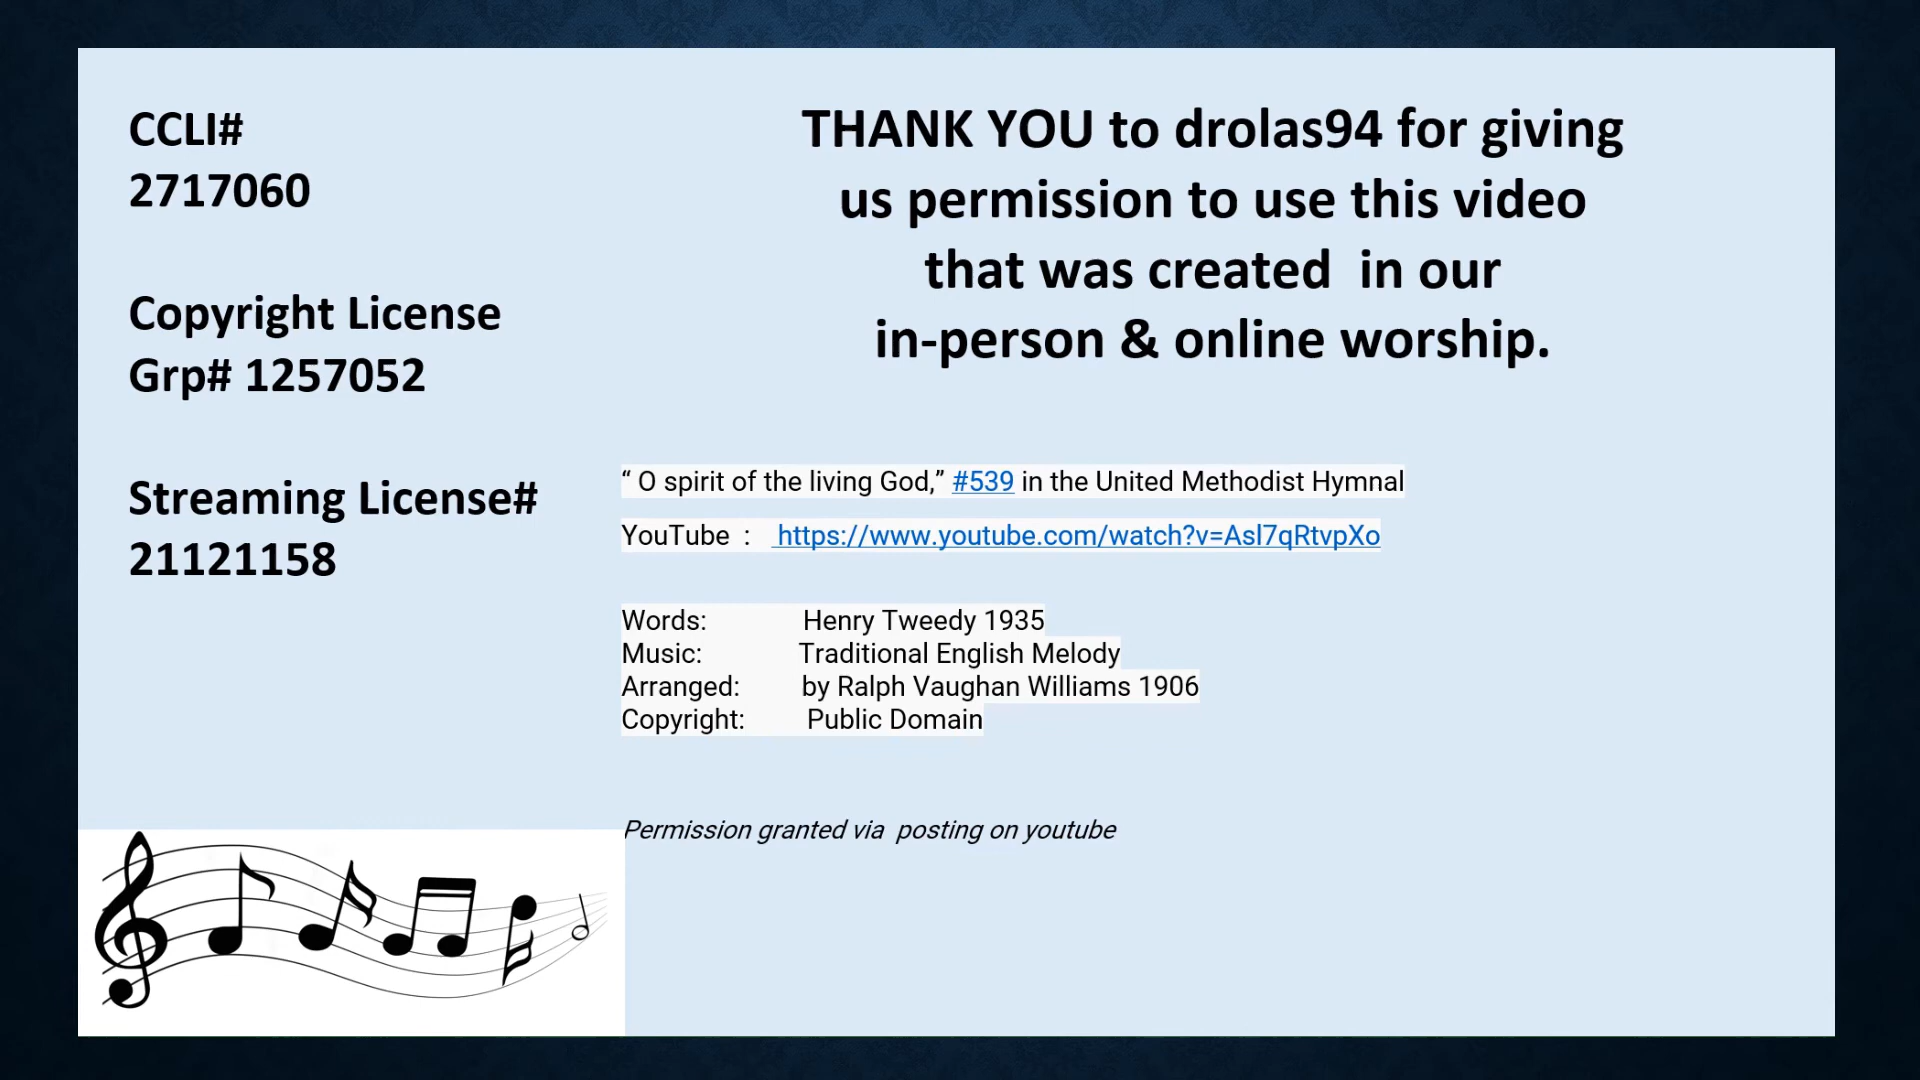 CCLI#
2717060
Copyright License
Grp# 1257052
Streaming License#
21121158
THANK YOU to drolas94 for giving
us permission to use this video
that was created  in our
in-person & online worship.
“ O spirit of the living God,” #539 in the United Methodist Hymnal
YouTube  :   https://www.youtube.com/watch?v=Asl7qRtvpXo
Words: Henry Tweedy 1935
Music: Traditional English Melody
Arranged: by Ralph Vaughan Williams 1906
Copyright: Public Domain
Permission granted via  posting on youtube